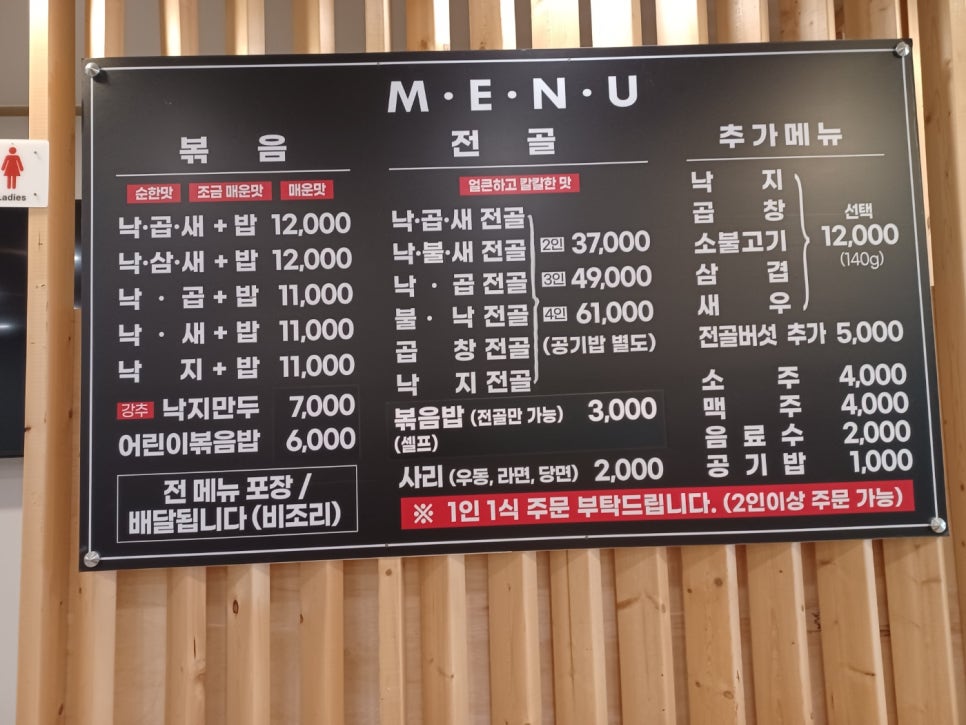 M·E·N·U
볶 음
순한맛 조금 매운맛 매운맛
낙·곱·새 + 밥 12,000
낙·삼·새 + 밥 12,000
낙 · 곱 + 밥 11,000
낙 · 새 + 밥 11,000
낙 지 + 밥 11,000
강추 낙지만두 7,000
어린이볶음밥 6,000
전 메뉴 포장 /
배달됩니다 (비조리)
전 골
얼큰하고 칼칼한 맛
낙·곱·새 전골
낙·불·새 전골
낙 · 곱 전골
불 · 낙 전골
곱 창 전골
낙 지 전골
2인 37,000
3인 49,000
4인 61,000
(공기밥 별도)
볶음밥 (전골만 가능) 3,000
(셀프)
사리 (우동, 라면, 당면) 2,000
추가메뉴
낙 지
곱 창
소불고기
삼 겹
새 우
선택
12,000
(140g)
전골버섯 추가 5,000
소 주 4,000
맥 주 4,000
음 료 수 2,000
공 기 밥 1,000
※ 1인 1식 주문 부탁드립니다. (2인이상 주문 가능)
Ladies